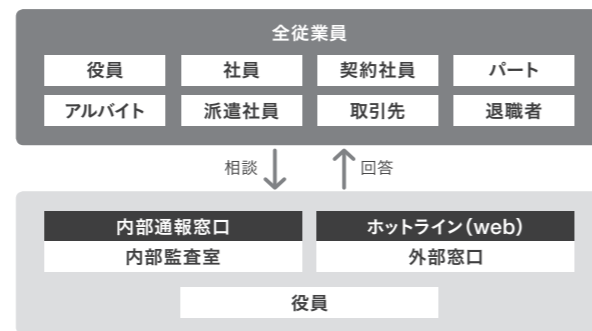 全従業員
役員 社員 契約社員 パート
アルバイト 派遣社員 取引先 退職者
相談 回答
内部通報窓口 ホットライン(web)
内部監査室 外部窓口
役員